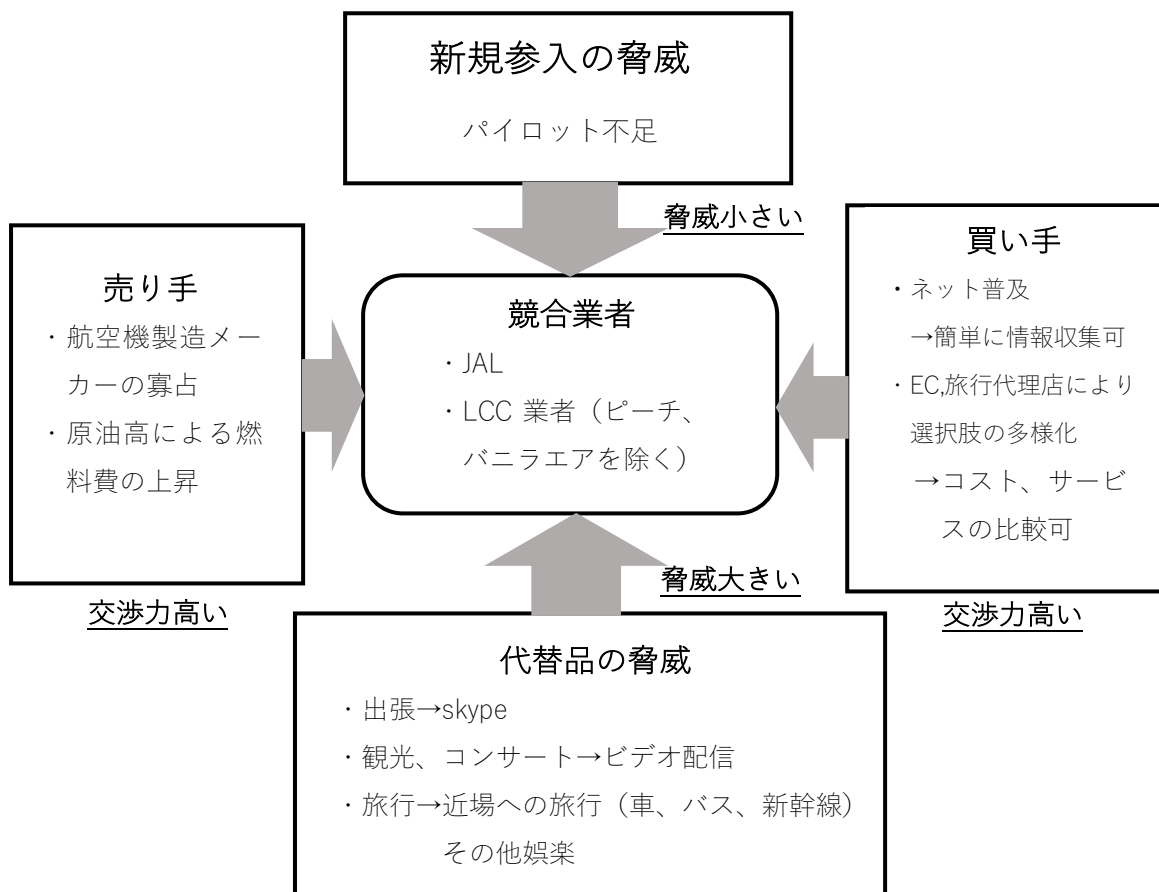 新規参入の脅威
パイロット不足
脅威小さい
売り手
・航空機製造メー
カーの寡占
・原油高による燃
料費の上昇
交渉力高い
競合業者
・JAL
・LCC 業者（ピーチ、
バニラエアを除く）
買い手
・ネット普及
→簡単に情報収集可
・EC,旅行代理店により
選択肢の多様化
→コスト、サービ
スの比較可
交渉力高い
脅威大きい
代替品の脅威
・出張→skype
・観光、コンサート→ビデオ配信
・旅行→近場への旅行（車、バス、新幹線）
その他娯楽